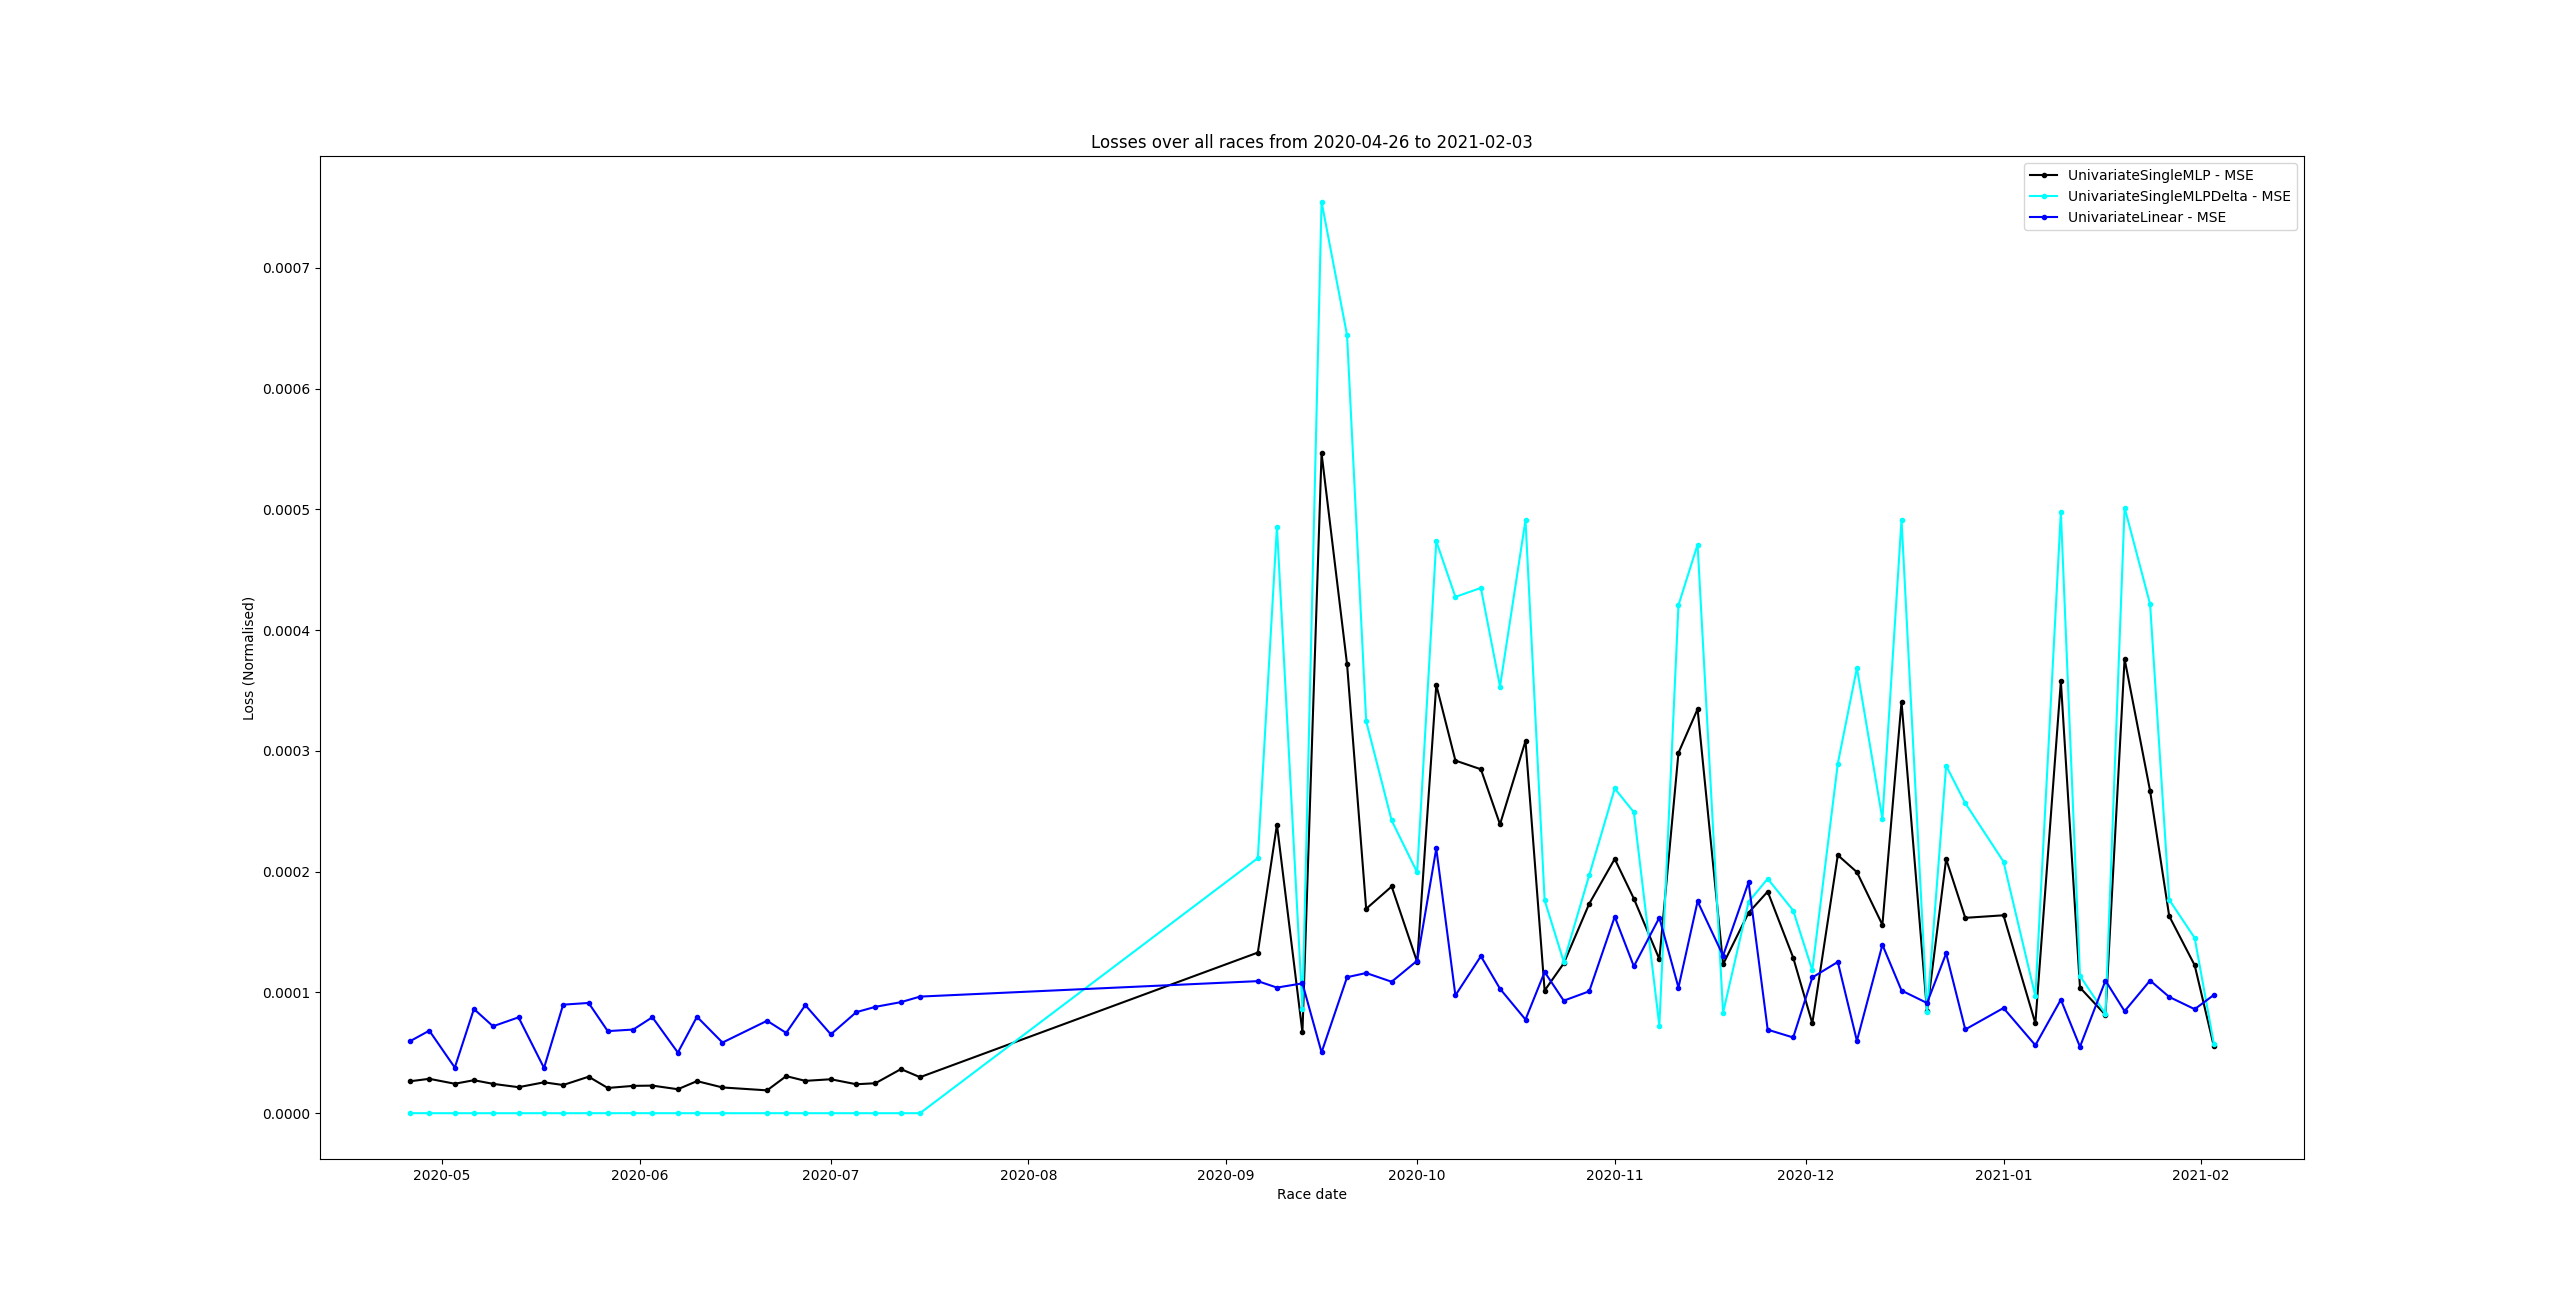 Losses over all races from 2020-04-26 to 2021-02-03
UnivariateSingleMLP - MSE
UnivariateSingleMLPDelta - MSE
UnivariateLinear - MSE
0.0007
0.0006
0.0005
0.0004
0.0003
0.0002
0.0001
0.0000
Loss (Normalised)
2020-05 2020-06 2020-07 2020-08 2020-09 2020-10 2020-11 2020-12 2021-01 2021-02
Race date